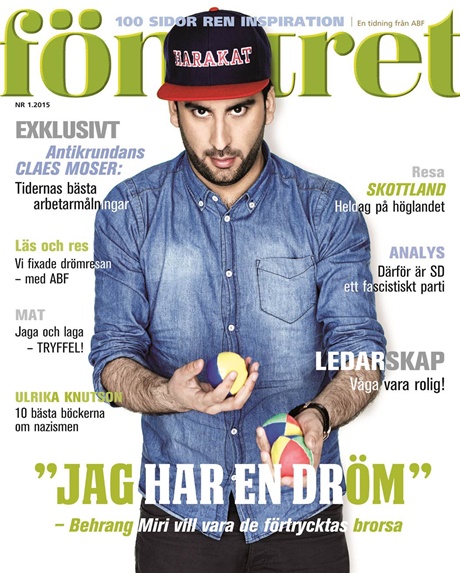 100 SIDOR REN INSPIRATION | En tidning från ABF
fönstret
HARAKAT
NR 1.2015
EXKLUSIVT
Antikrundans
CLAES MOSER:
Tidernas bästa
arbetarmålningar
Läs och res
Vi fixade drömresan
– med ABF
MAT
Jaga och laga
– TRYFFEL!
ULRIKA KNUTSON
10 bästa böckerna
om nazismen
Resa
SKOTTLAND
Heldag på höglandet
ANALYS
Därför är SD
ett fascistiskt parti
LEDARSKAP
Våga vara rolig!
”JAG HAR EN DRÖM”
– Behrang Miri vill vara de förtrycktas brorsa